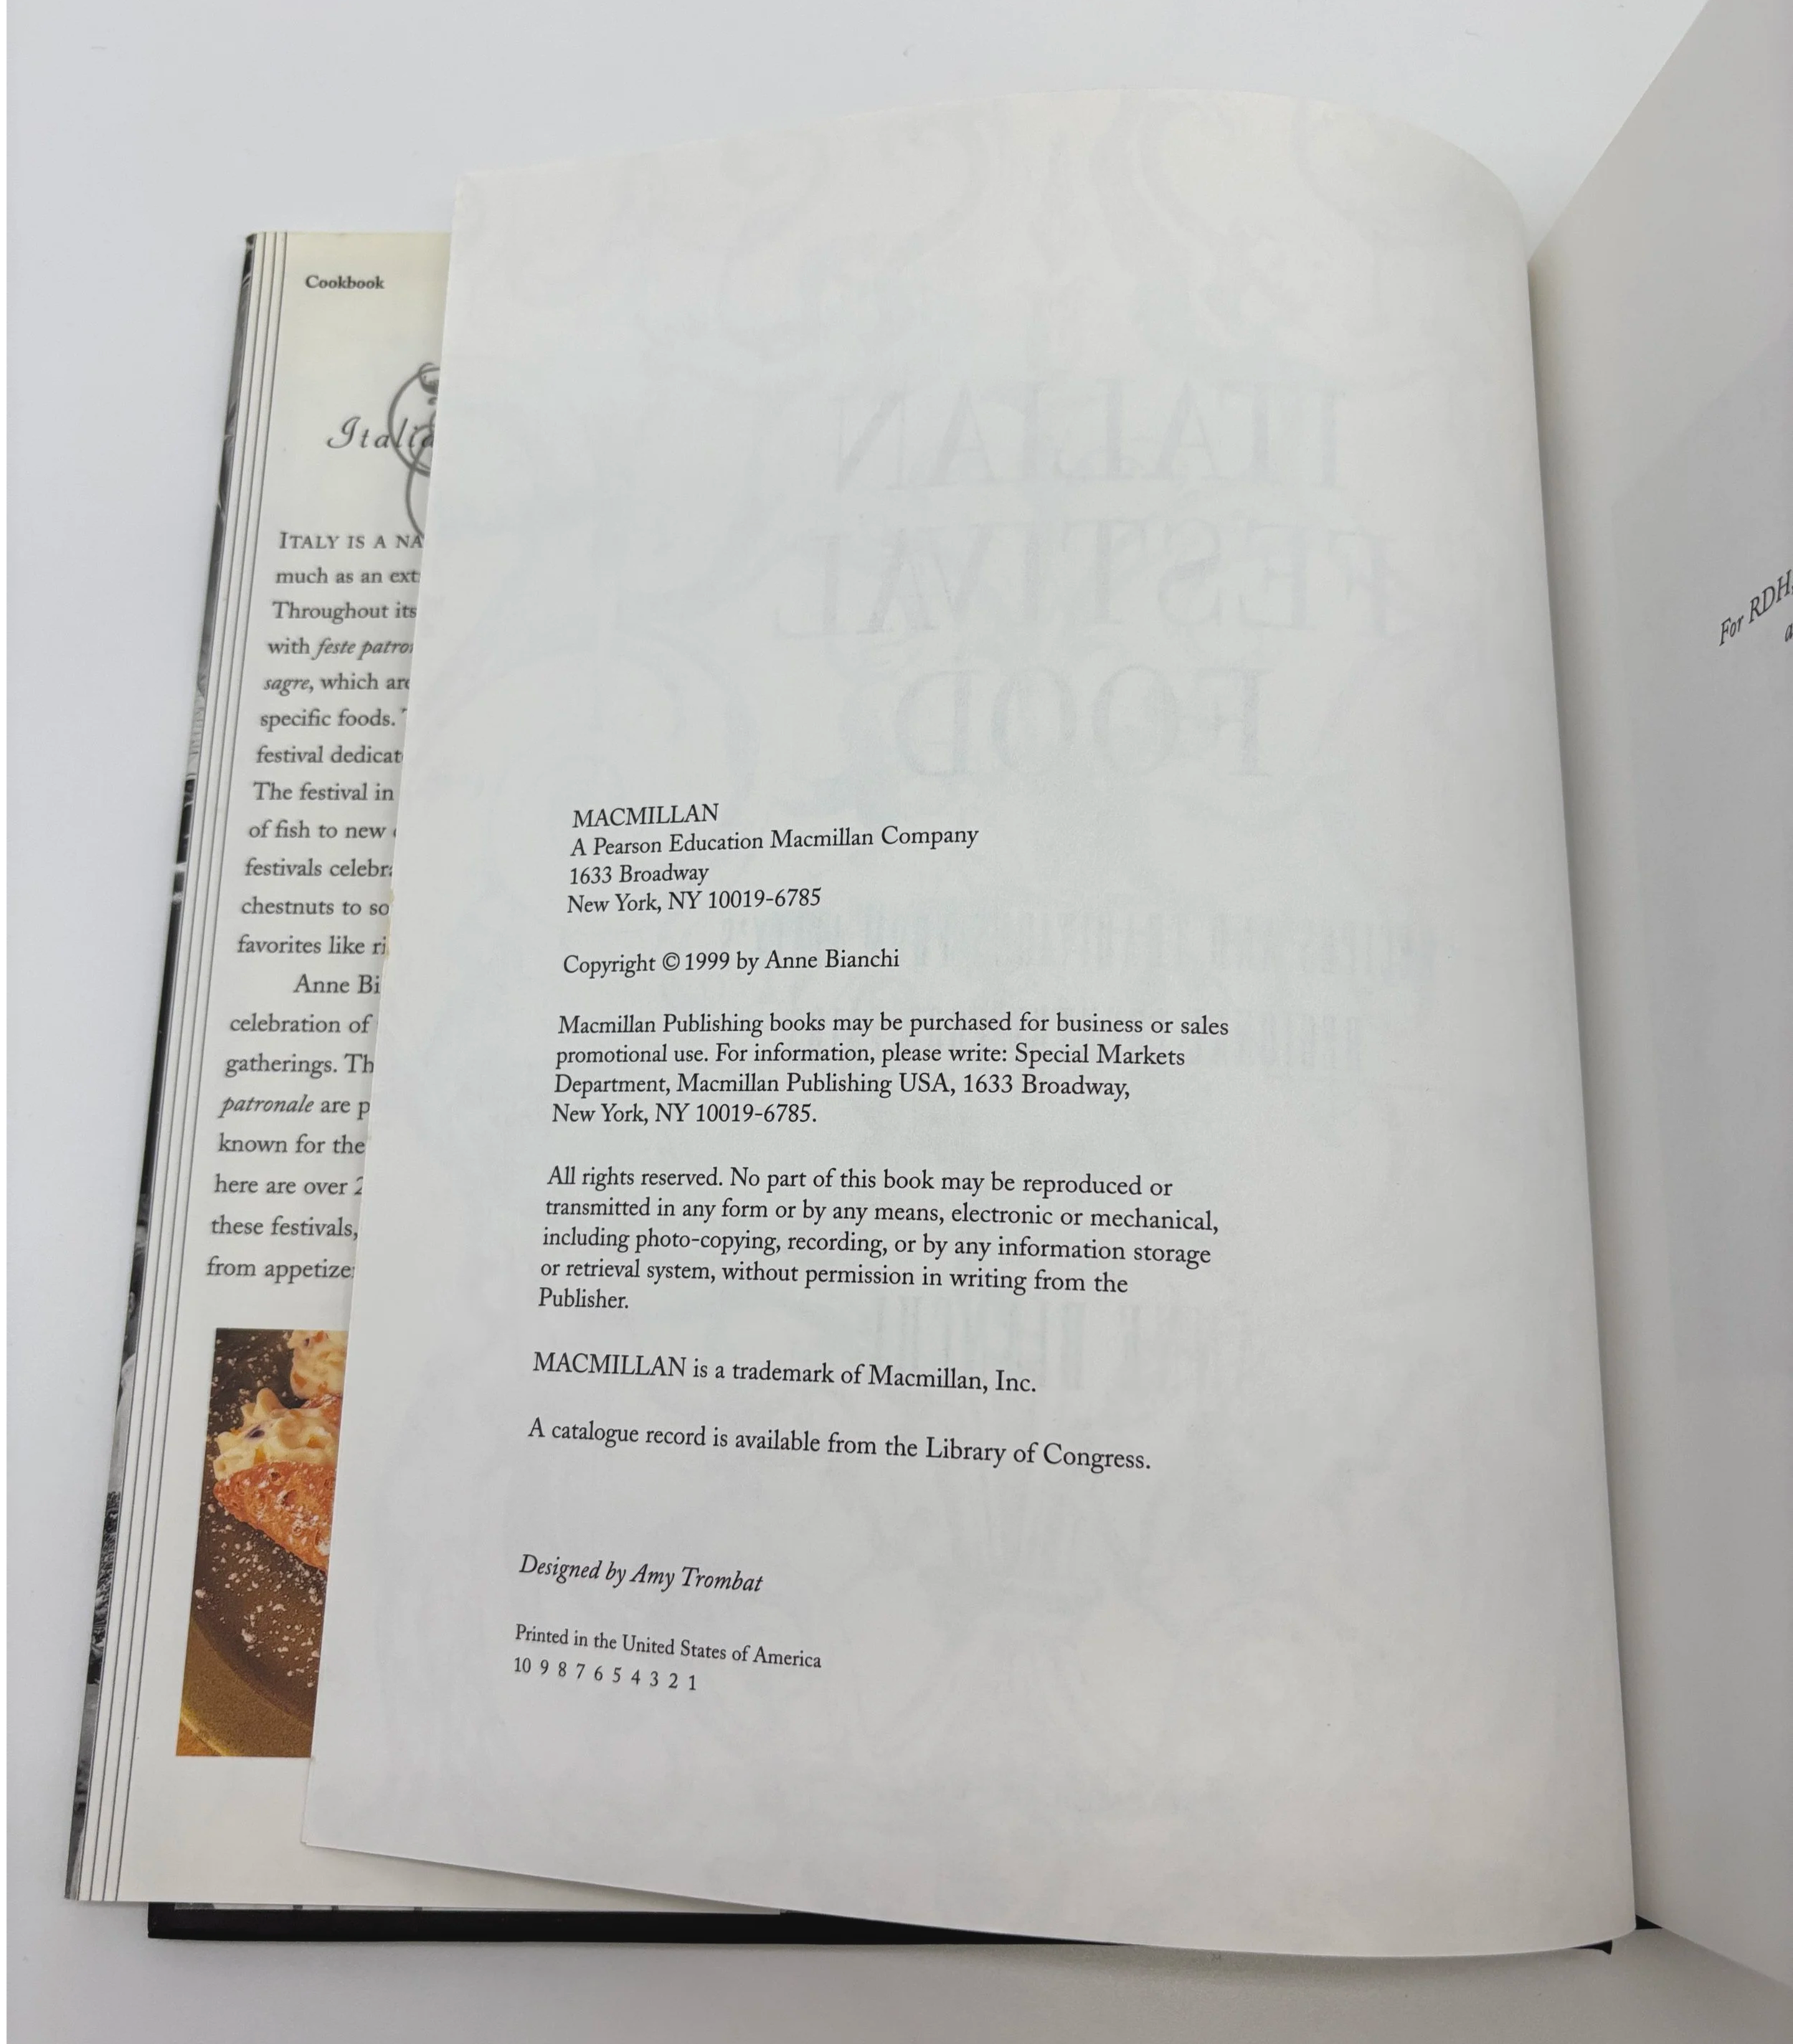 Cookbook
Italia
ITALY IS A NA
much as an ext
Throughout its
with feste patro
sagre, which are
specific foods.
festival dedicat
The festival in
of fish to new
festivals celebra
chestnuts to so
favorites like ri
Anne Bi
celebration of
gatherings. Th
patronale are p
known for the
here are over 2
these festivals,
from appetize
ITALIAN
FESTIVAL
FOOD
MACMILLAN
A Pearson Education Macmillan Company
1633 Broadway
New York, NY 10019-6785
Copyright © 1999 by Anne Bianchi
Macmillan Publishing books may be purchased for business or sales
promotional use. For information, please write: Special Markets
Department, Macmillan Publishing USA, 1633 Broadway,
New York, NY 10019-6785.
All rights reserved. No part of this book may be reproduced or
transmitted in any form or by any means, electronic or mechanical,
including photo-copying, recording, or by any information storage
or retrieval system, without permission in writing from the
Publisher.
MACMILLAN is a trademark of Macmillan, Inc.
A catalogue record is available from the Library of Congress.
Designed by Amy Trombat
Printed in the United States of America
10 9 8 7 6 5 4 3 2 1
For RDH,
a